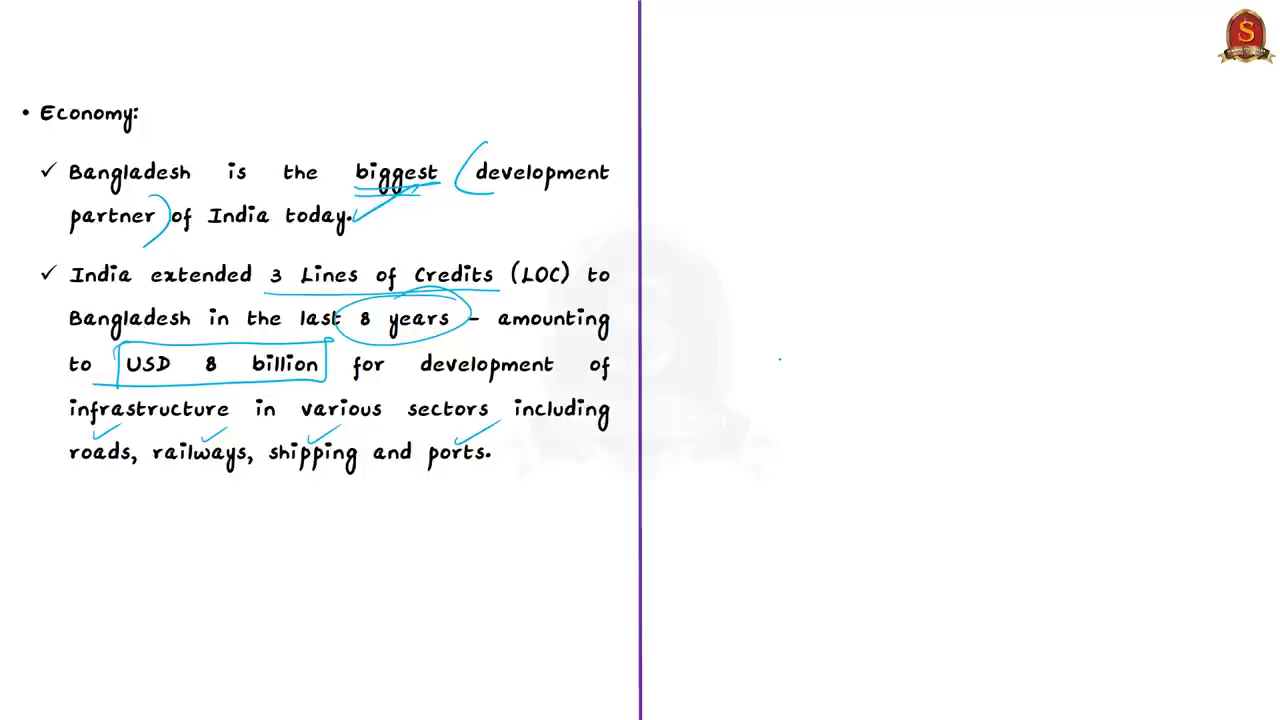 • Economy:
✓ Bangladesh is the biggest development
partner of India today.
✓ India extended 3 Lines of Credits (LOC) to
Bangladesh in the last 8 years - amounting
to USD 8 billion for development of
infrastructure in various sectors including
roads, railways, shipping and ports.
S